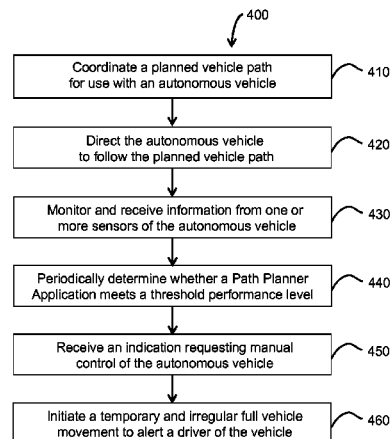 400
Coordinate a planned vehicle path
for use with an autonomous vehicle
410
Direct the autonomous vehicle
to follow the planned vehicle path
420
Monitor and receive information from one or
more sensors of the autonomous vehicle
430
Periodically determine whether a Path Planner
Application meets a threshold performance level
440
Receive an indication requesting manual
control of the autonomous vehicle
450
Initiate a temporary and irregular full vehicle
movement to alert a driver of the vehicle
460